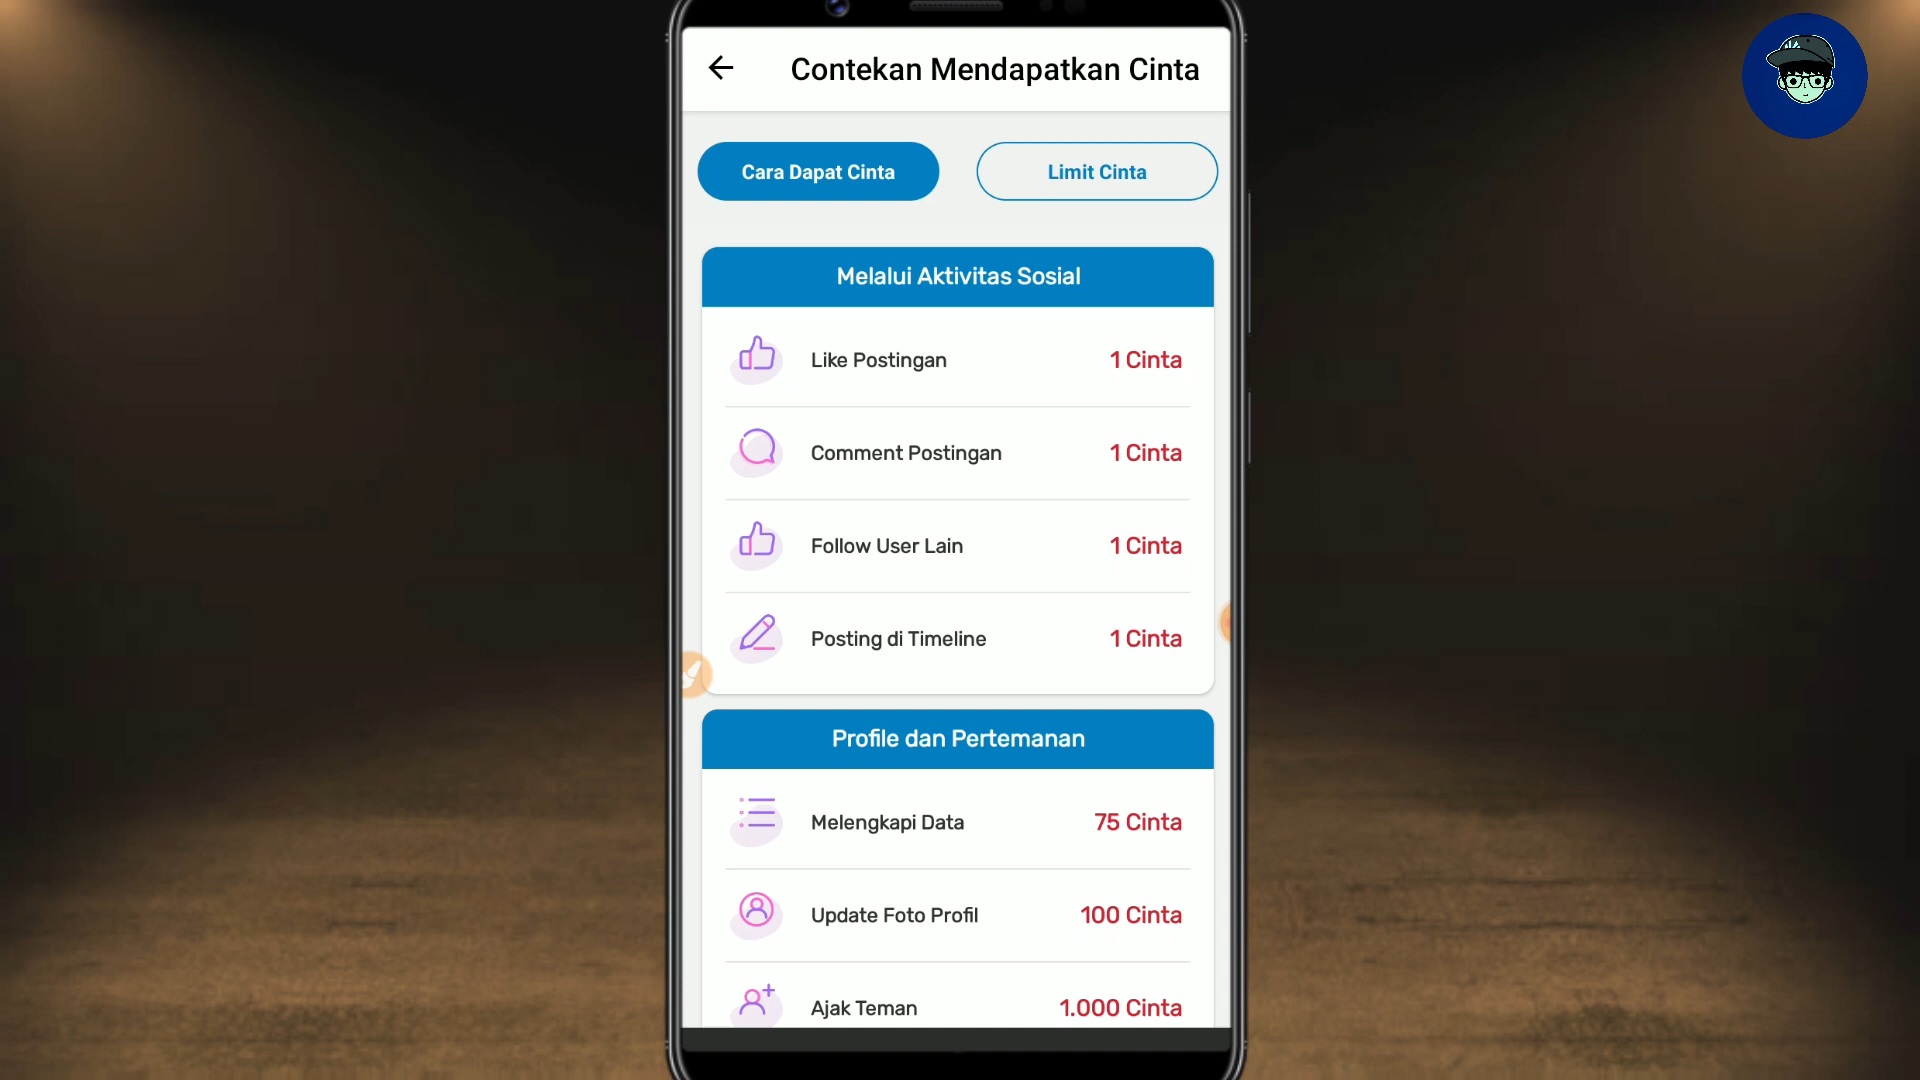 Contekan Mendapatkan Cinta
Cara Dapat Cinta
Limit Cinta
Melalui Aktivitas Sosial
Like Postingan 1 Cinta
Comment Postingan 1 Cinta
Follow User Lain 1 Cinta
Posting di Timeline 1 Cinta
Profile dan Pertemanan
Melengkapi Data 75 Cinta
Update Foto Profil 100 Cinta
Ajak Teman 1.000 Cinta